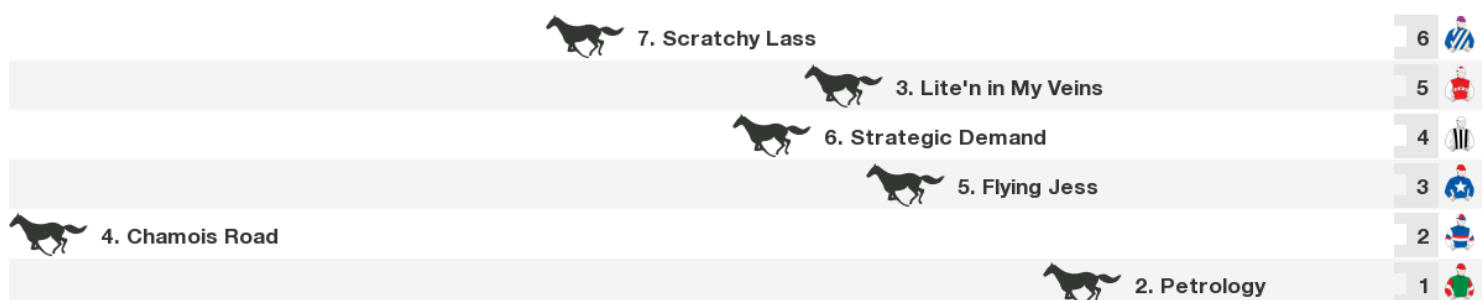 7. Scratchy Lass 6
3. Lite'n in My Veins 5
6. Strategic Demand 4
5. Flying Jess 3
4. Chamois Road 2
2. Petrology 1